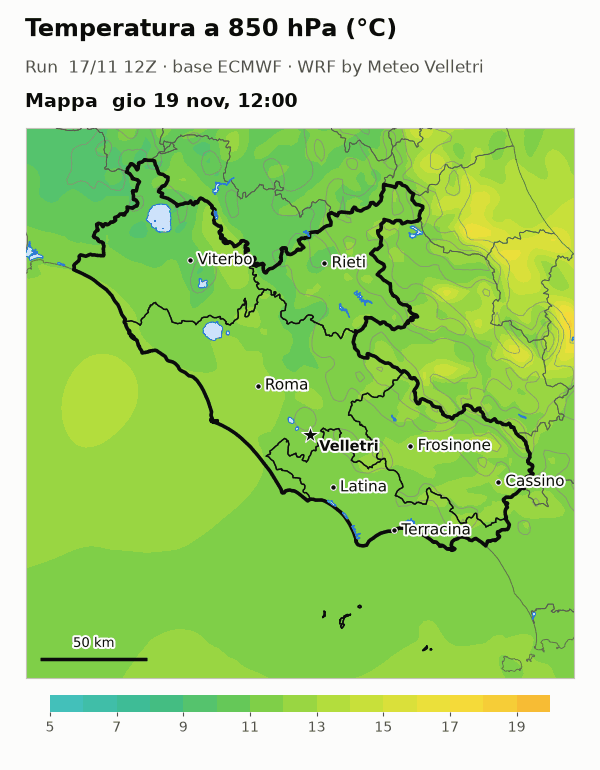 Temperatura a 850 hPa (°C)
Run 17/11 12Z · base ECMWF · WRF by Meteo Velletri
Mappa gio 19 nov, 12:00
Viterbo
Rieti
Roma
Velletri
Frosinone
Cassino
Latina
Terracina
50 km
5 7 9 11 13 15 17 19